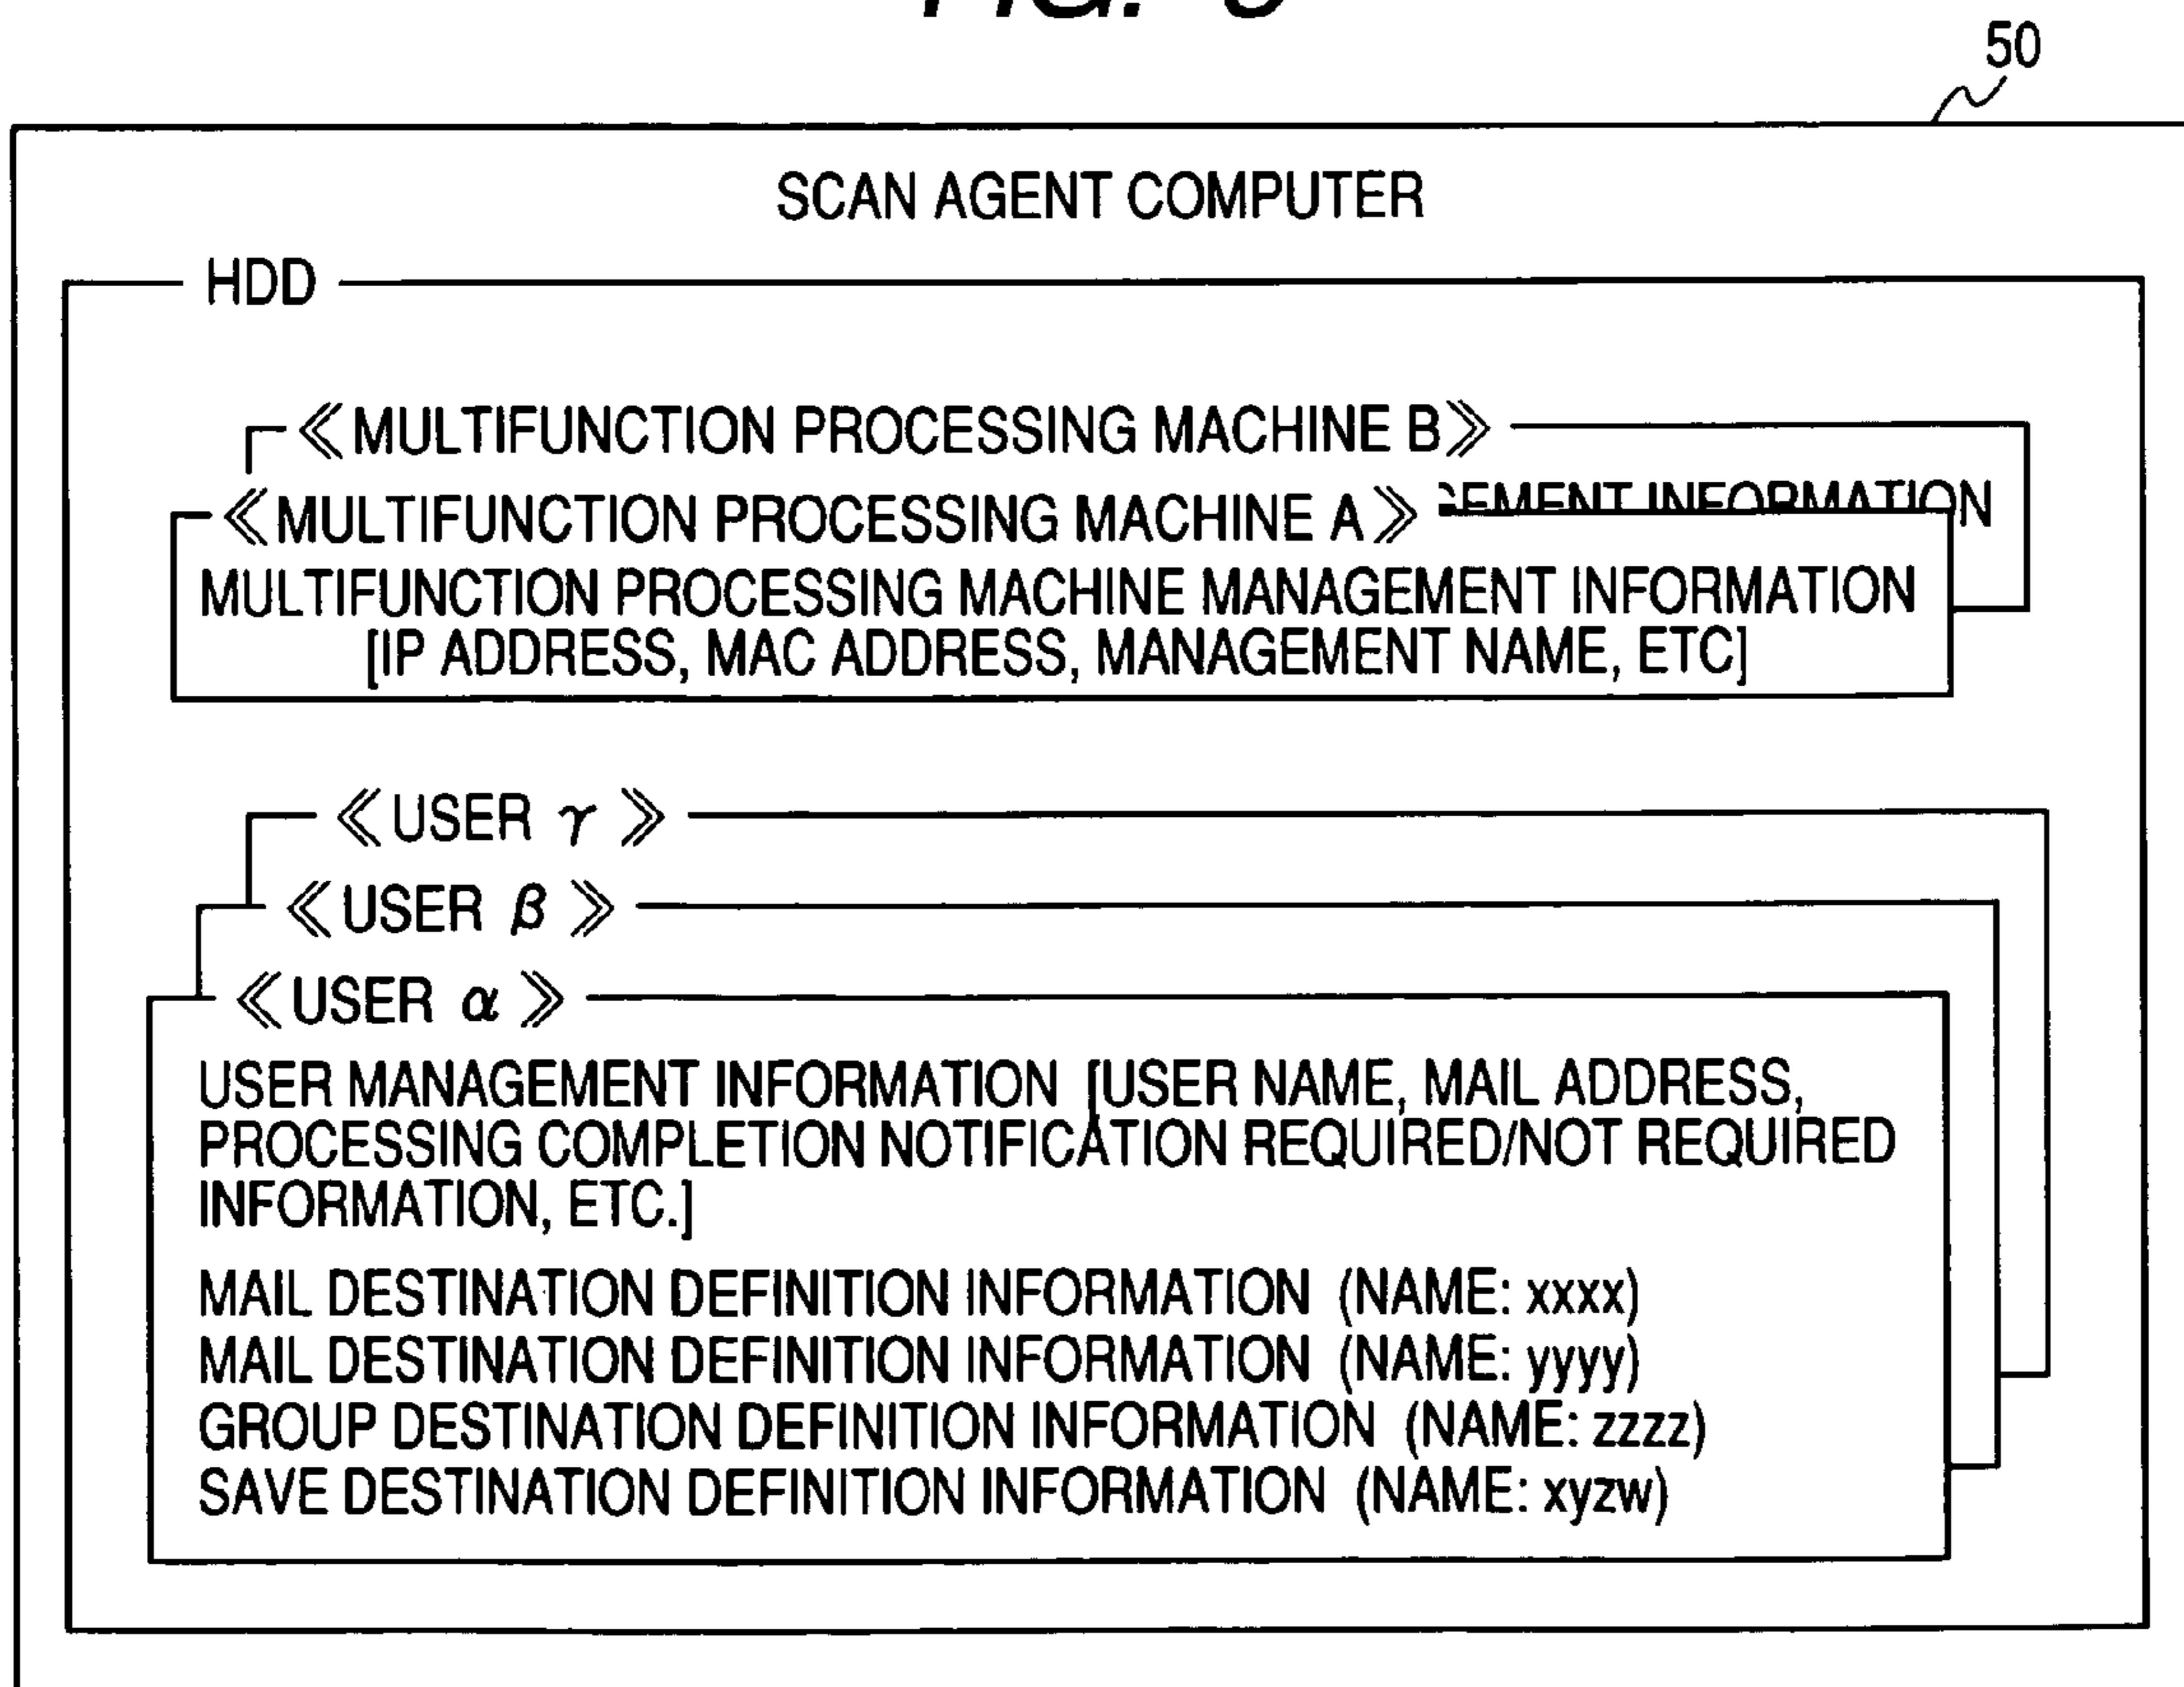 50
SCAN AGENT COMPUTER
HDD
≪MULTIFUNCTION PROCESSING MACHINE B≫
≪MULTIFUNCTION PROCESSING MACHINE A≫ INFORMATION
MULTIFUNCTION PROCESSING MACHINE MANAGEMENT INFORMATION
[IP ADDRESS, MAC ADDRESS, MANAGEMENT NAME, ETC]
≪USER γ≫
≪USER β≫
≪USER α≫
USER MANAGEMENT INFORMATION [USER NAME, MAIL ADDRESS,
PROCESSING COMPLETION NOTIFICATION REQUIRED/NOT REQUIRED
INFORMATION, ETC.]
MAIL DESTINATION DEFINITION INFORMATION (NAME: xxxx)
MAIL DESTINATION DEFINITION INFORMATION (NAME: yyyy)
GROUP DESTINATION DEFINITION INFORMATION (NAME: zzzz)
SAVE DESTINATION DEFINITION INFORMATION (NAME: xyzw)